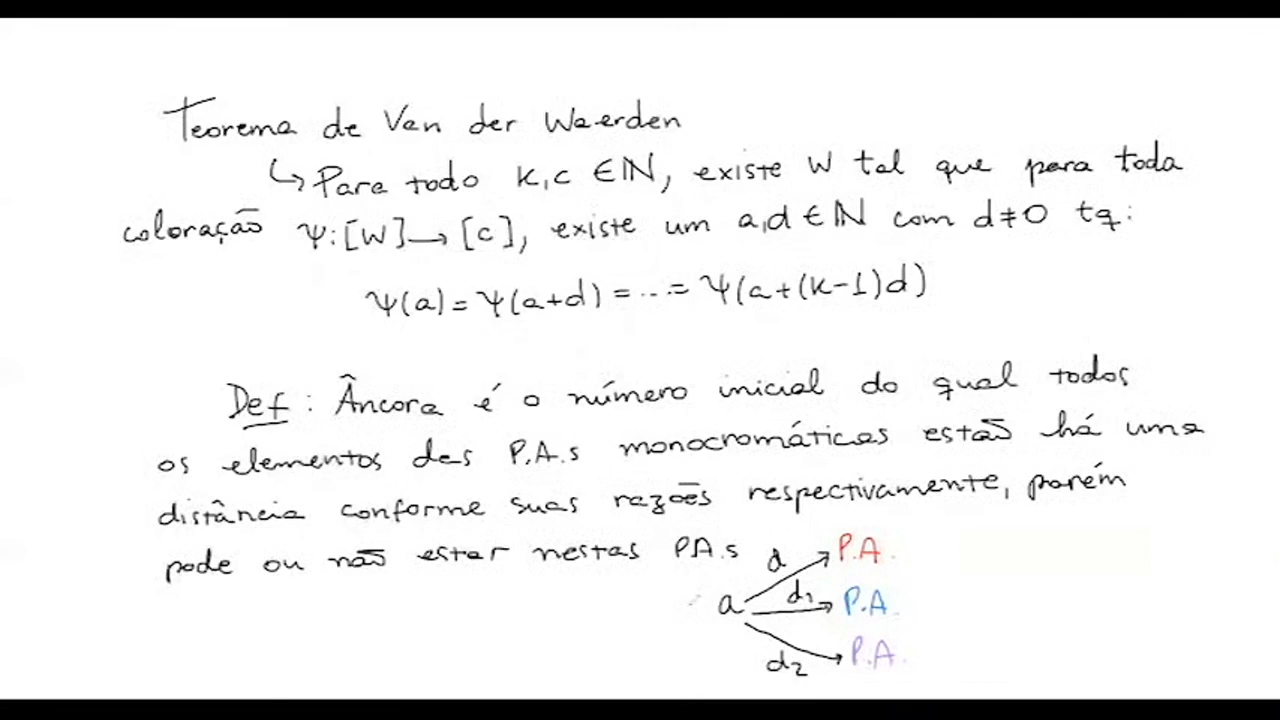 Teorema de Van der Waerden
↳ Para todo K,c ∈ ℕ, existe W tal que para toda
coloração Ψ:[W]→[c], existe um a,d ∈ ℕ com d≠0 tq:
Ψ(a)=Ψ(a+d)=...=Ψ(a+(k-1)d)
Def: Âncora é o número inicial do qual todos
os elementos das P.A.s monocromáticas estão há uma
distância conforme suas razões respectivamente, porém
pode ou não estar nestas PA.s
d P.A.
a d₁ P.A.
d₂ P.A.